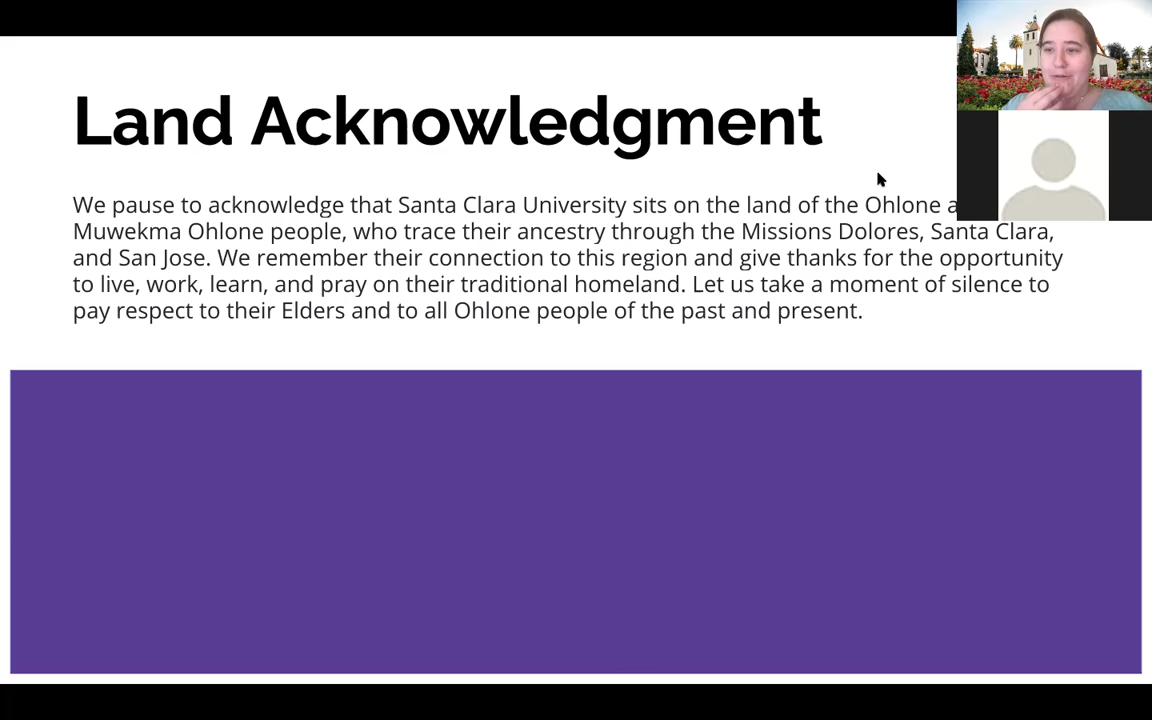 Land Acknowledgment
We pause to acknowledge that Santa Clara University sits on the land of the Ohlone
Muwekma Ohlone people, who trace their ancestry through the Missions Dolores, Santa Clara,
and San Jose. We remember their connection to this region and give thanks for the opportunity
to live, work, learn, and pray on their traditional homeland. Let us take a moment of silence to
pay respect to their Elders and to all Ohlone people of the past and present.